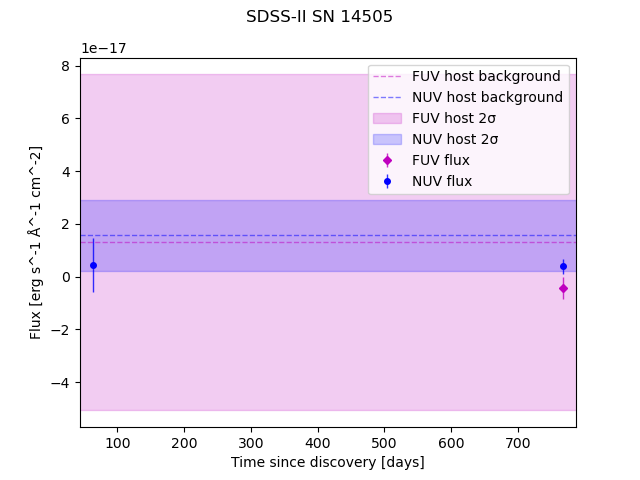 SDSS-II SN 14505
1e−17
8
6
4
2
0
−2
−4
Flux [erg s^-1 Å^-1 cm^-2]
FUV host background
NUV host background
FUV host 2σ
NUV host 2σ
FUV flux
NUV flux
100 200 300 400 500 600 700
Time since discovery [days]